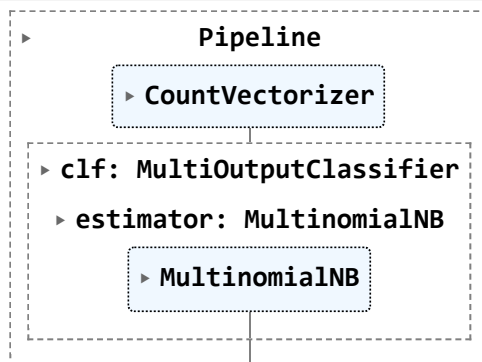 Pipeline
CountVectorizer
clf: MultiOutputClassifier
estimator: MultinomialNB
MultinomialNB